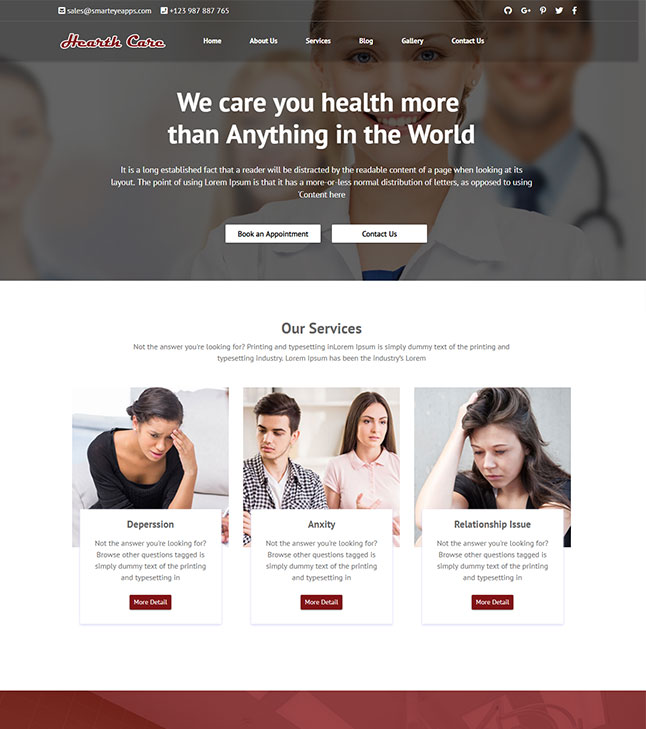 sales@smarteyeapps.com +123 987 887 765
Hearth Care Home About Us Services Blog Gallery Contact Us
We care you health more
than Anything in the World
It is a long established fact that a reader will be distracted by the readable content of a page when looking at its
layout. The point of using Lorem Ipsum is that it has a more-or-less normal distribution of letters, as opposed to using
'Content here
Book an Appointment Contact Us
Our Services
Not the answer you're looking for? Printing and typesetting inLorem Ipsum is simply dummy text of the printing and
typesetting industry. Lorem Ipsum has been the industry's Lorem
Deperssion
Not the answer you're looking for?
Browse other questions tagged is
simply dummy text of the printing
and typesetting in
More Detail
Anxity
Not the answer you're looking for?
Browse other questions tagged is
simply dummy text of the printing
and typesetting in
More Detail
Relationship Issue
Not the answer you're looking for?
Browse other questions tagged is
simply dummy text of the printing
and typesetting in
More Detail